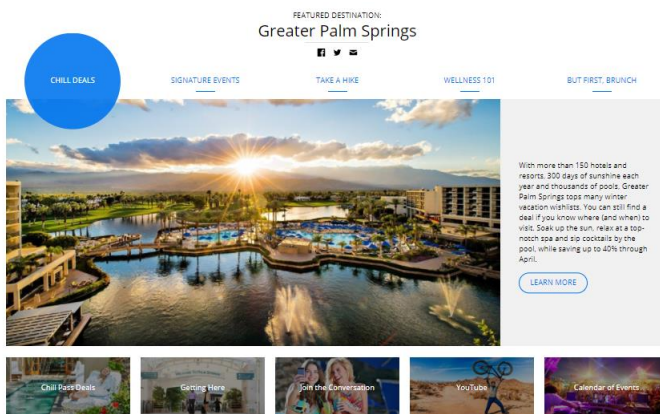 FEATURED DESTINATION:
Greater Palm Springs
CHILL DEALS
SIGNATURE EVENTS
TAKE A HIKE
WELLNESS 101
BUT FIRST, BRUNCH
With more than 150 hotels and
resorts, 300 days of sunshine each
year and thousands of pools, Greater
Palm Springs tops many winter
vacation wishlists. You can still find a
deal if you know where (and when) to
visit. Soak up the sun, relax at a top-
notch spa and sip cocktails by the
pool, while saving up to 40% through
April.
LEARN MORE
Chill Pass Deals
Getting Here
Join the Conversation
YouTube
Calendar of Events